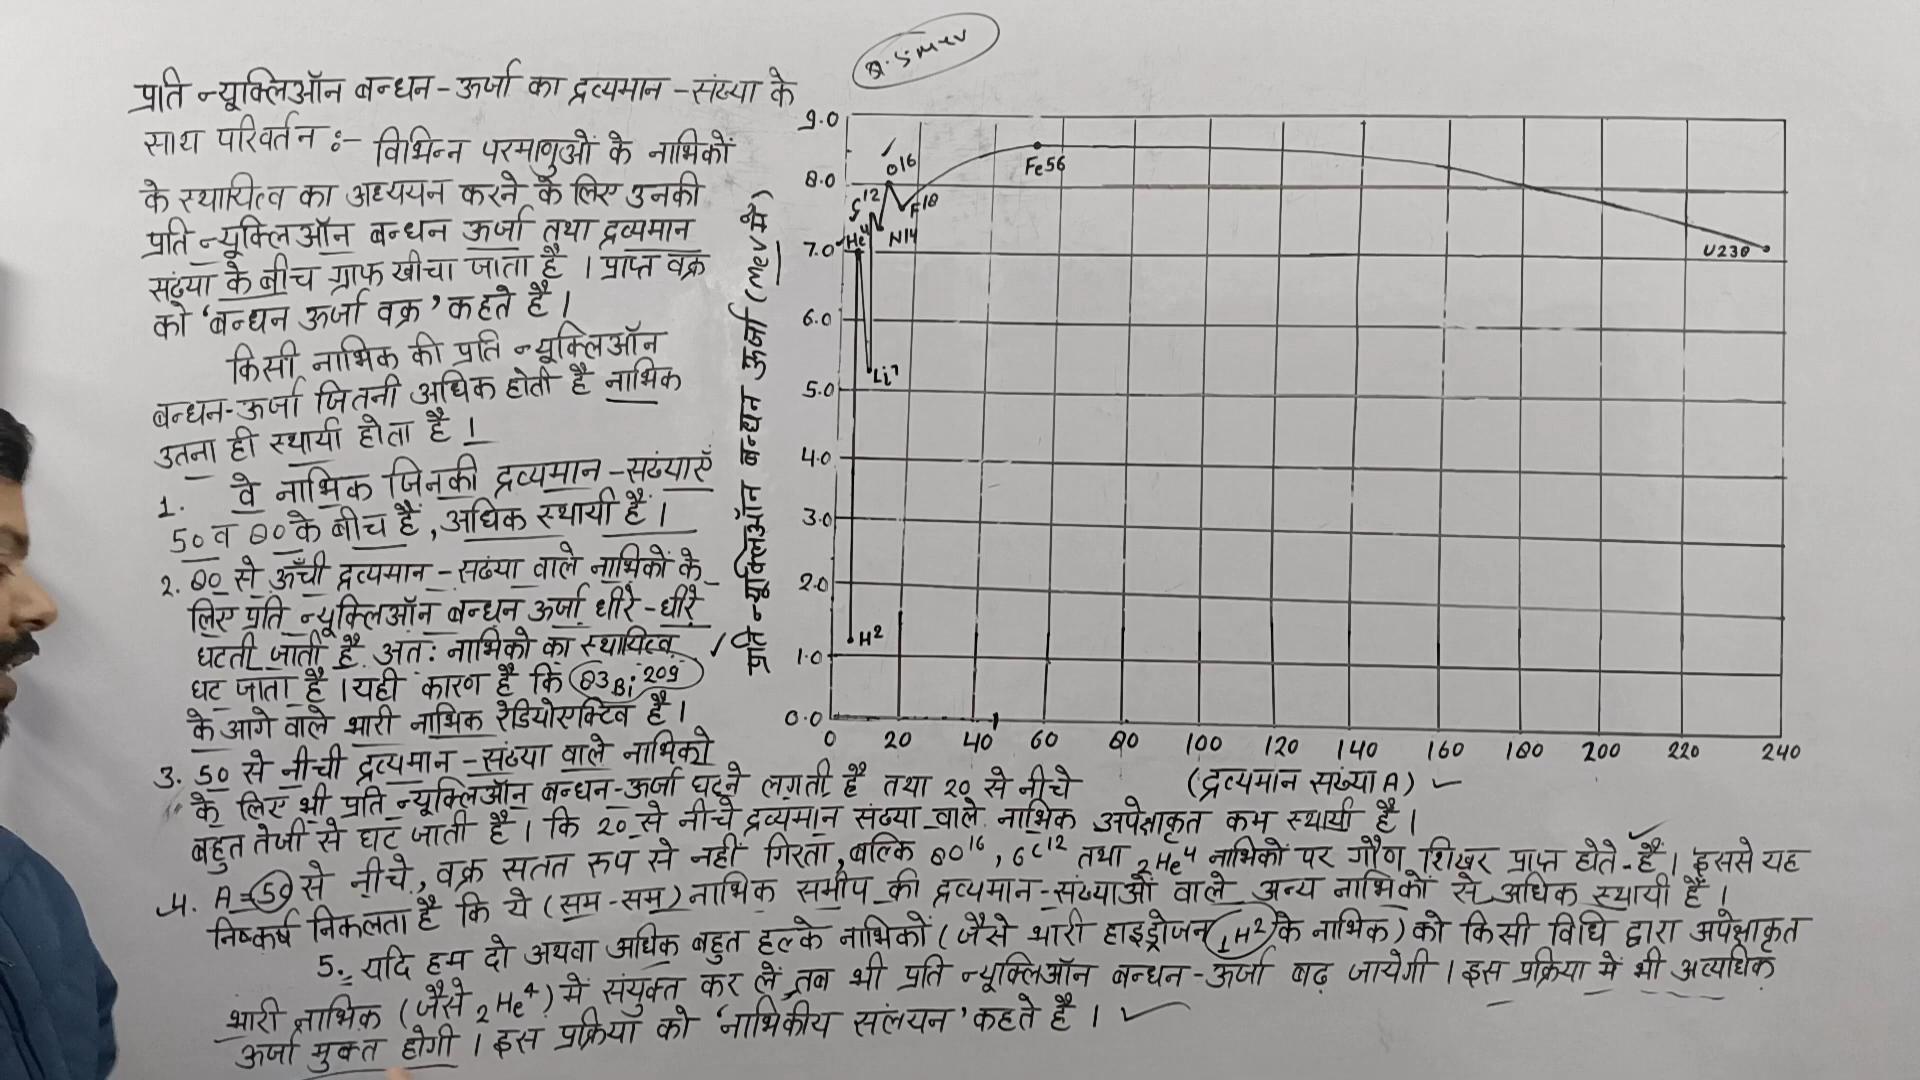 8.5Mev
प्रति न्यूक्लिऑन बन्धन-ऊर्जा का द्रव्यमान-संख्या के
साथ परिवर्तन :- विभिन्न परमाणुओं के नाभिकों
के स्थायित्व का अध्ययन करने के लिए उनकी
प्रति न्यूक्लिऑन बन्धन ऊर्जा तथा द्रव्यमान
संख्या के बीच ग्राफ खीचा जाता है । प्राप्त वक्र
को 'बन्धन ऊर्जा वक्र' कहते है ।
किसी नाभिक की प्रति न्यूक्लिऑन
बन्धन-ऊर्जा जितनी अधिक होती है नाभिक
उतना ही स्थायी होता है ।
1. वे नाभिक जिनकी द्रव्यमान-संख्याएँ
50 व 80 के बीच हैं, अधिक स्थायी हैं ।
2. 80 से ऊँची द्रव्यमान-संख्या वाले नाभिकों के
लिए प्रति न्यूक्लिऑन बन्धन ऊर्जा धीरे-धीरे
घटती जाती है अत: नाभिको का स्थायित्व
घट जाता है । यही कारण है कि 83Bi209
के आगे वाले भारी नाभिक रेडियोएक्टिव है ।
3. 50 से नीची द्रव्यमान-संख्या वाले नाभिको
के लिए भी प्रति न्यूक्लिऑन बन्धन-ऊर्जा घटने लगती है तथा 20 से नीचे
बहुत तेजी से घट जाती है । कि 20 से नीचे द्रव्यमान संख्या वाले नाभिक अपेक्षाकृत कम स्थायी है ।
4. A=50 से नीचे, वक्र सतत रुप से नहीं गिरता, बल्कि 8O16, 6C12 तथा 2He4 नाभिकों पर गौण शिखर प्राप्त होते है । इससे यह
निष्कर्ष निकलता है कि ये (सम-सम) नाभिक समीप की द्रव्यमान-संख्याओं वाले अन्य नाभिकों से अधिक स्थायी हैं ।
5. यदि हम दो अथवा अधिक बहुत हल्के नाभिकों (जैसे भारी हाइड्रोजन 1H2 के नाभिक) को किसी विधि द्वारा अपेक्षाकृत
भारी नाभिक (जैसे 2He4) में संयुक्त कर लें तब भी प्रति न्यूक्लिऑन बन्धन-ऊर्जा बढ़ जायेगी । इस प्रक्रिया में भी अत्यधिक
ऊर्जा मुक्त होगी । इस प्रक्रिया को 'नाभिकीय संलयन' कहते है ।
प्रति न्यूक्लिऑन बन्धन ऊर्जा (Mev में)
9.0
8.0
7.0
6.0
5.0
4.0
3.0
2.0
1.0
0.0
O16
C12
F18
He4
N14
Li7
H2
Fe56
U238
0 20 40 60 80 100 120 140 160 180 200 220 240
(द्रव्यमान सख्या A)